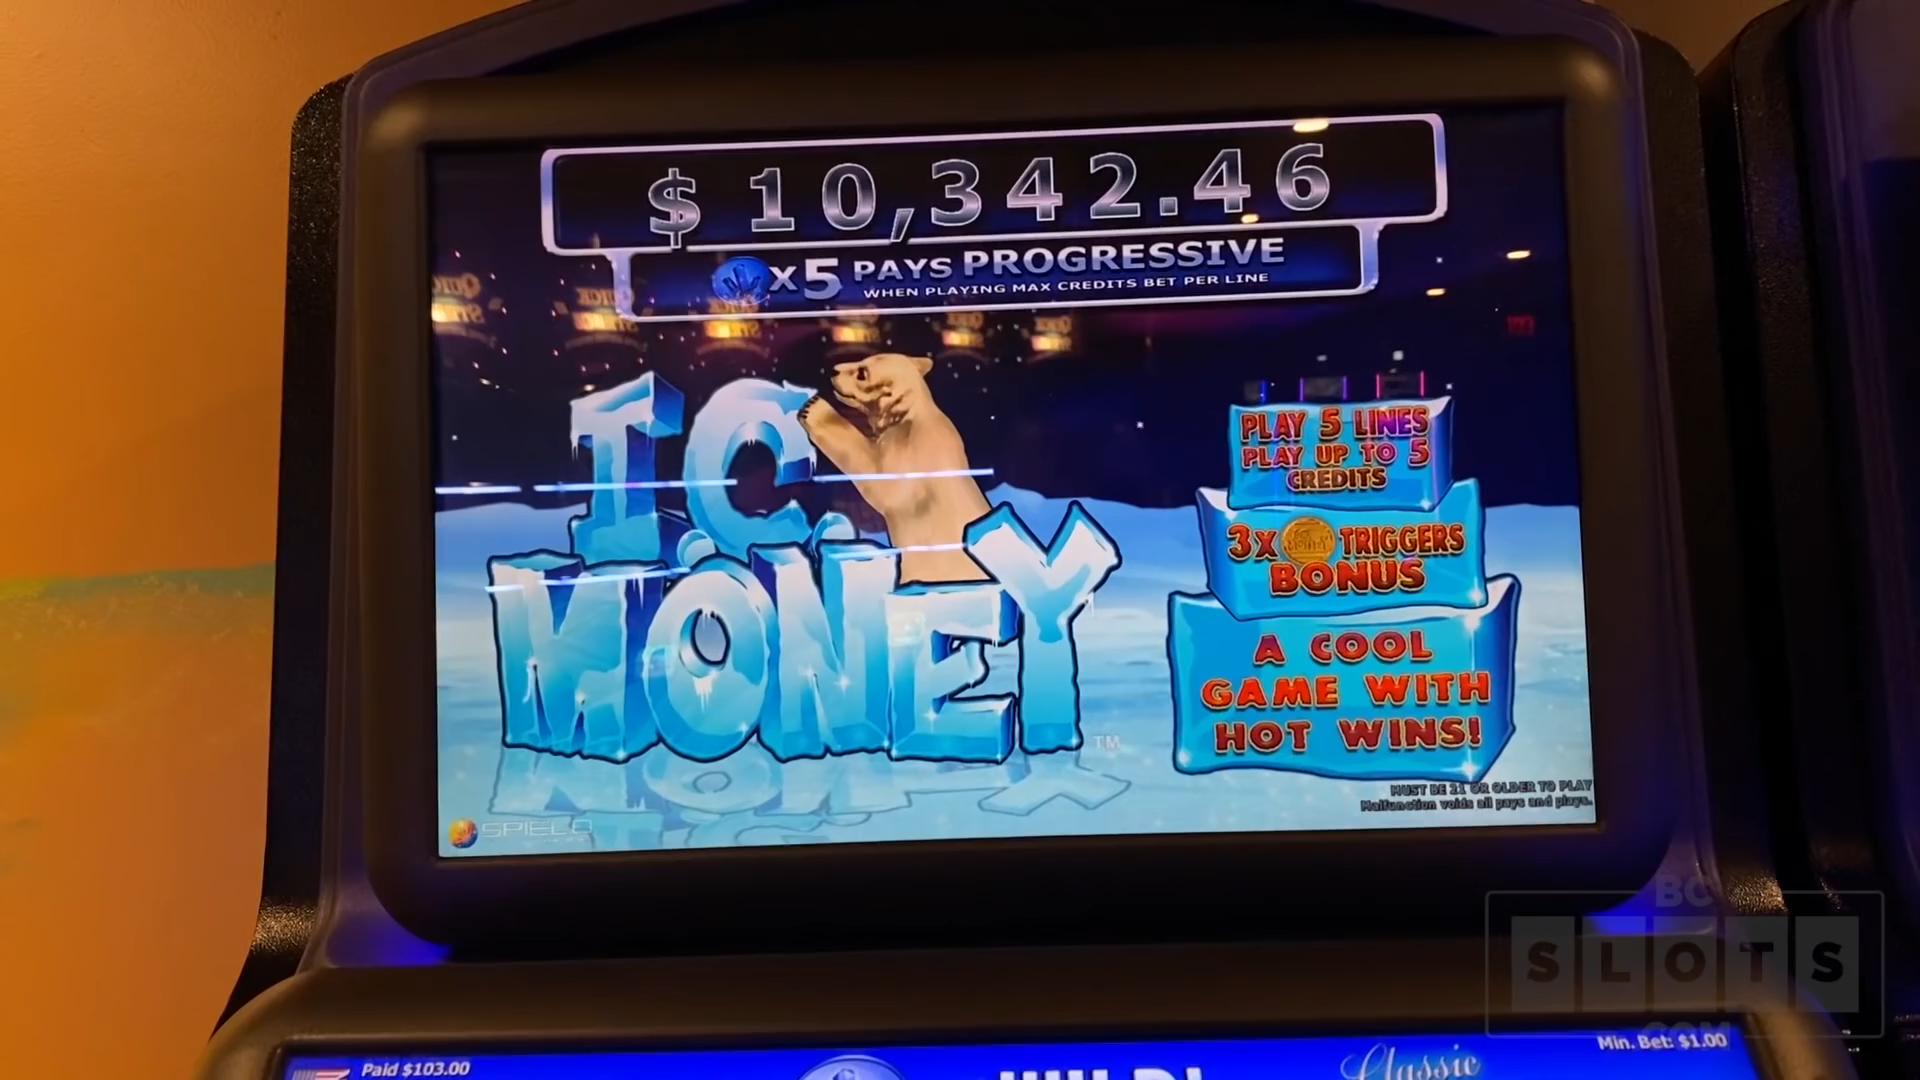 $ 10,342.46
x5 PAYS PROGRESSIVE
WHEN PLAYING MAX CREDITS BET PER LINE
I.C.
MONEY
™
PLAY 5 LINES
PLAY UP TO 5
CREDITS
3x TRIGGERS
BONUS
A COOL
GAME WITH
HOT WINS!
MUST BE 21 OR OLDER TO PLAY
Malfunction voids all pays and plays.
SPIELO
BC
SLOTS
.COM
Paid $103.00
Classic
Min. Bet: $1.00